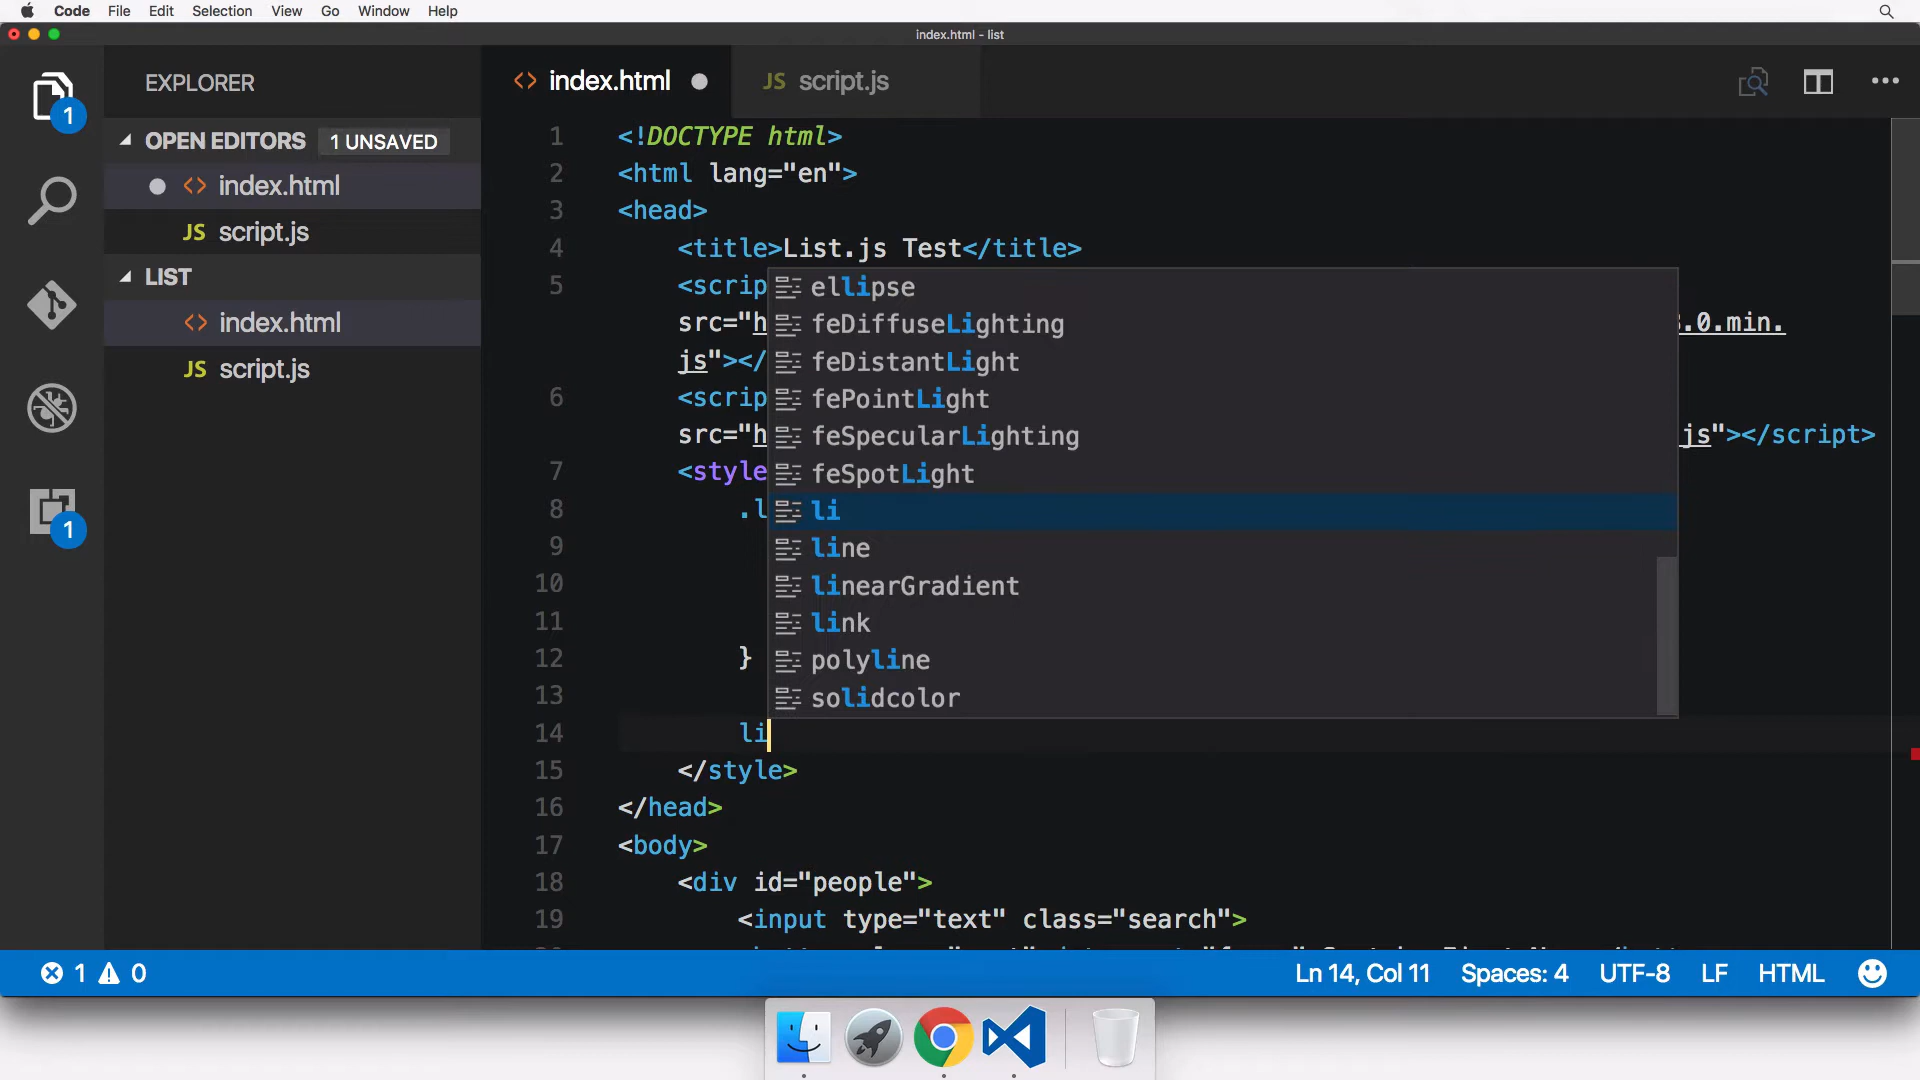 Code File Edit Selection View Go Window Help
index.html - list
EXPLORER
OPEN EDITORS 1 UNSAVED
index.html
JS script.js
LIST
index.html
JS script.js
1
1
index.html
JS script.js
1 <!DOCTYPE html>
2 <html lang="en">
3 <head>
4 <title>List.js Test</title>
5 <scrip
src="h 3.0.min.
js"></
6 <scrip
src="h js"></script>
7 <style
8 .l
9
10
11
12 }
13
14 li
15 </style>
16 </head>
17 <body>
18 <div id="people">
19 <input type="text" class="search">
ellipse
feDiffuseLighting
feDistantLight
fePointLight
feSpecularLighting
feSpotLight
li
line
linearGradient
link
polyline
solidcolor
1 0 Ln 14, Col 11 Spaces: 4 UTF-8 LF HTML